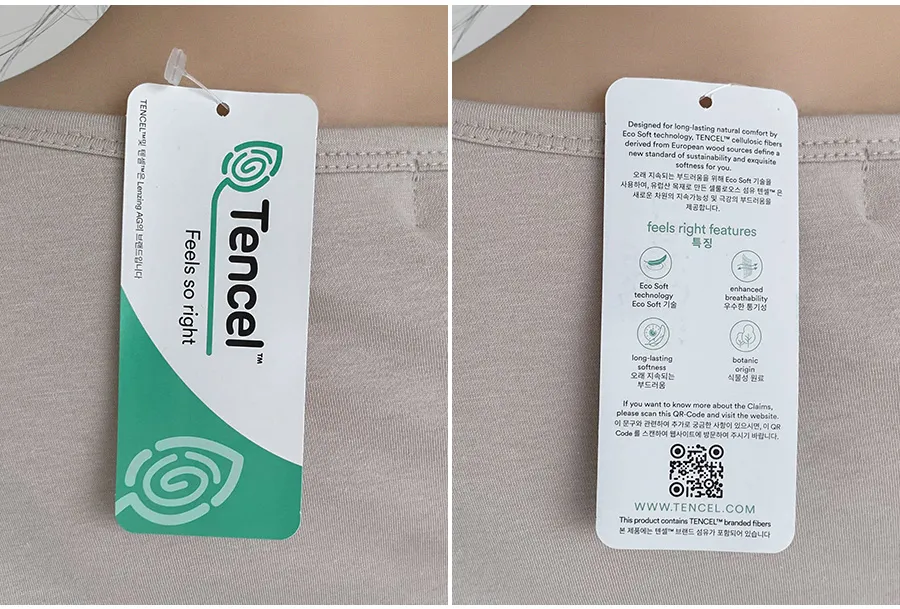 TENCEL™및 텐셀™은 Lenzing AG의 브랜드입니다
Tencel™
Feels so right
Designed for long-lasting natural comfort by
Eco Soft technology, TENCEL™ cellulosic fibers
derived from European wood sources define a
new standard of sustainability and exquisite
softness for you.
오래 지속되는 부드러움을 위해 Eco Soft 기술을
사용하며, 유럽산 목재로 만든 셀룰로오스 섬유 텐셀™ 은
새로운 차원의 지속가능성 및 극강의 부드러움을
제공합니다.
feels right features
특징
Eco Soft
technology
Eco Soft 기술
enhanced
breathability
우수한 통기성
long-lasting
softness
오래 지속되는
부드러움
botanic
origin
식물성 원료
If you want to know more about the Claims,
please scan this QR-Code and visit the website.
이 문구와 관련하여 추가로 궁금한 사항이 있으시면, 이 QR
Code 를 스캔하여 웹사이트에 방문하여 주시기 바랍니다.
WWW.TENCEL.COM
This product contains TENCEL™ branded fibers
본 제품에는 텐셀™ 브랜드 섬유가 포함되어 있습니다